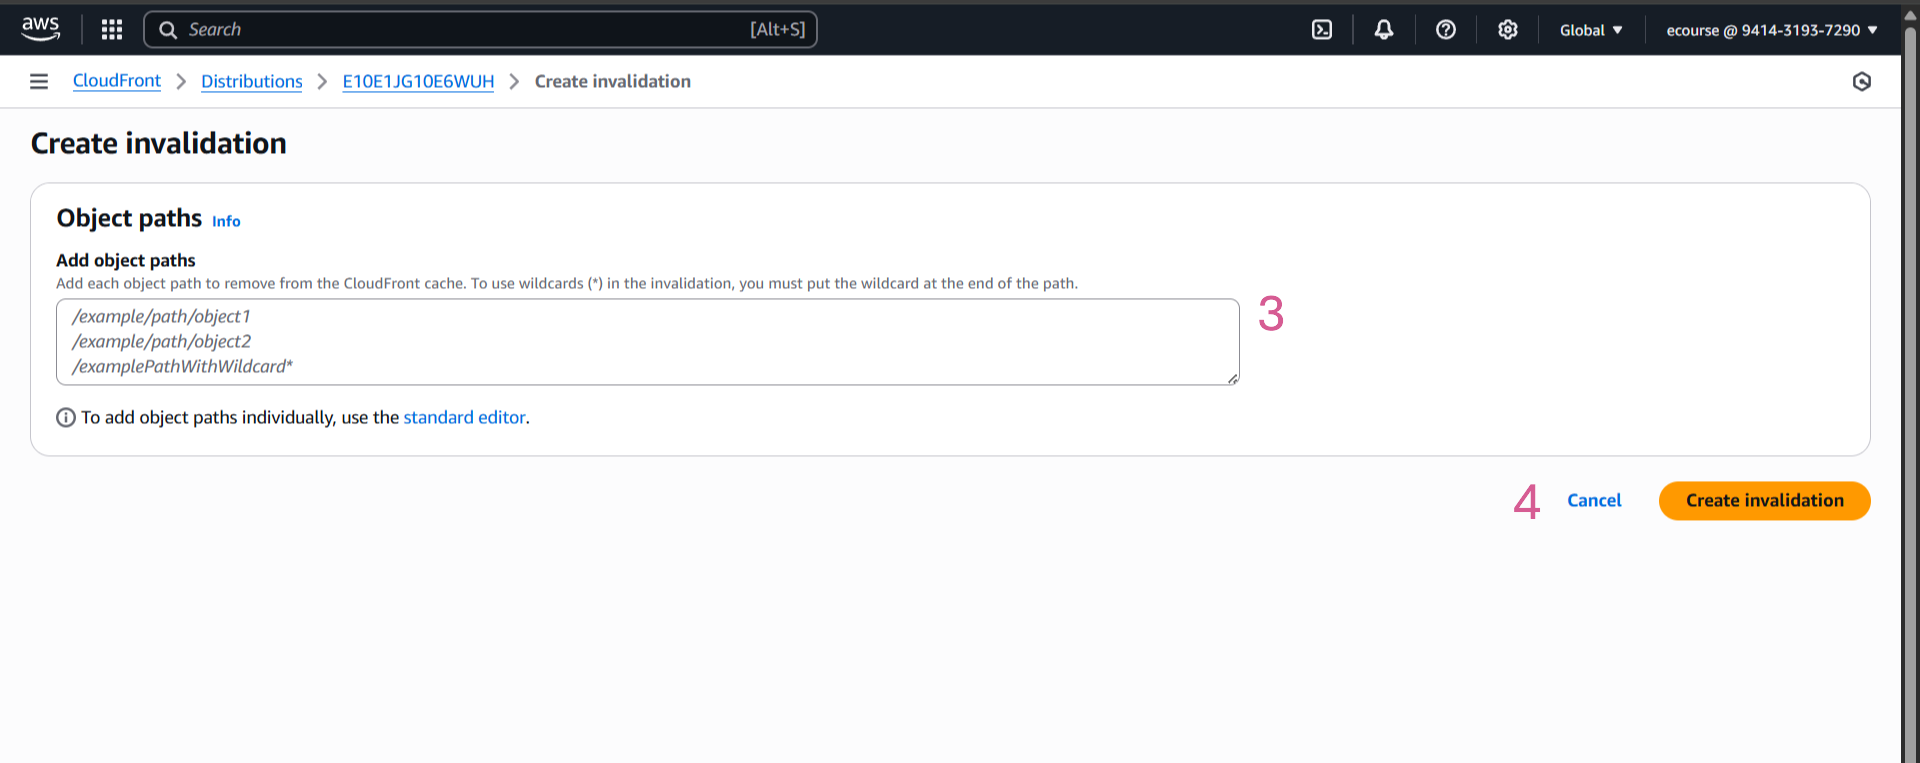 aws
Search [Alt+S] Global ecourse @ 9414-3193-7290
CloudFront Distributions E10E1JG10E6WUH Create invalidation
Create invalidation
Object paths Info
Add object paths
Add each object path to remove from the CloudFront cache. To use wildcards (*) in the invalidation, you must put the wildcard at the end of the path.
/example/path/object1
/example/path/object2
/examplePathWithWildcard*
3
To add object paths individually, use the standard editor.
4 Cancel Create invalidation